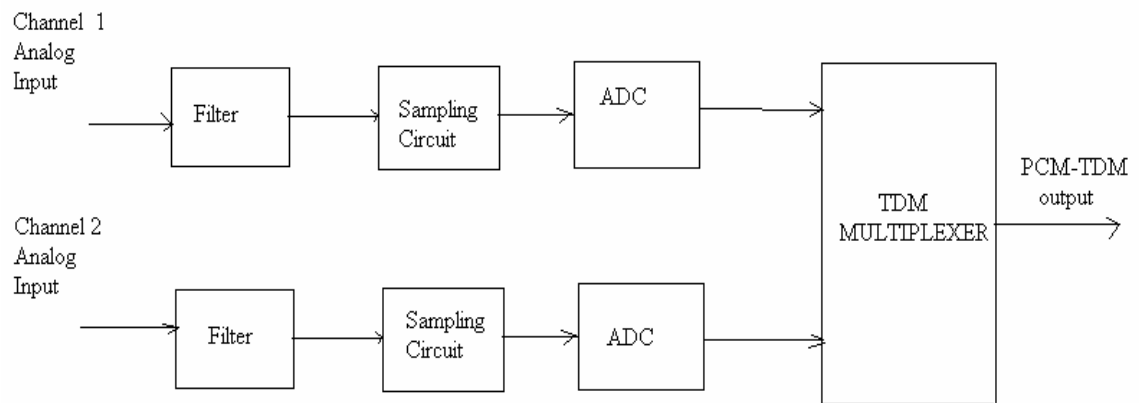 Channel 1
Analog
Input
Filter
Sampling
Circuit
ADC
TDM
MULTIPLEXER
PCM-TDM
output
Channel 2
Analog
Input
Filter
Sampling
Circuit
ADC